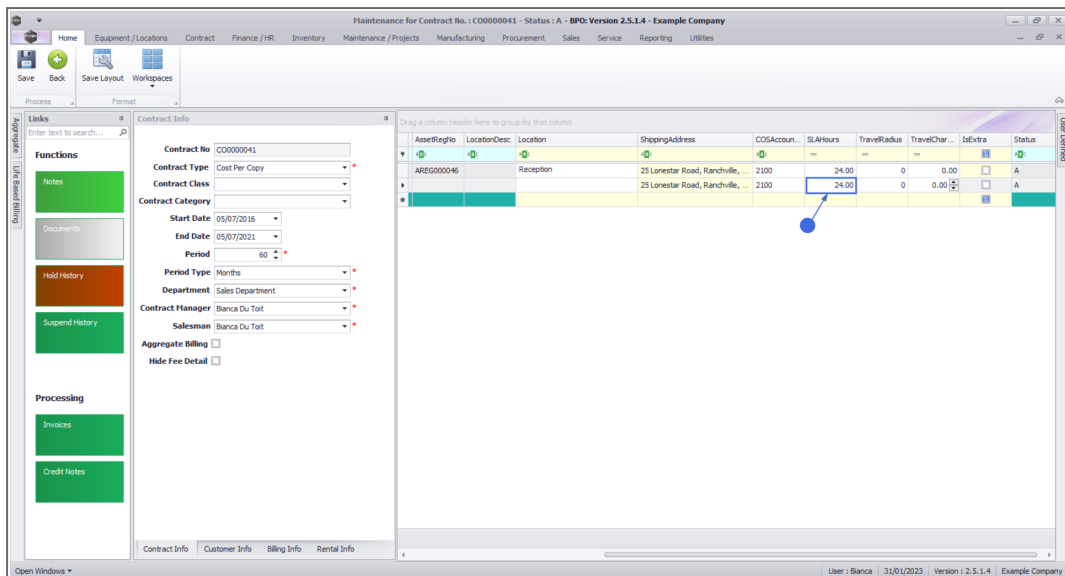 Maintenance for Contract No. : CO0000041 - Status : A - BPO: Version 2.5.1.4 - Example Company
Home Equipment / Locations Contract Finance / HR Inventory Maintenance / Projects Manufacturing Procurement Sales Service Reporting Utilities
Save Back Save Layout Workspaces
Process Format
Aggregate
Life Based Billing
Links
Enter text to search...
Functions
Notes
Documents
Hold History
Suspend History
Processing
Invoices
Credit Notes
Contract Info
Contract No CO0000041
Contract Type Cost Per Copy *
Contract Class
Contract Category
Start Date 05/07/2016
End Date 05/07/2021
Period 60 *
Period Type Months *
Department Sales Department *
Contract Manager Bianca Du Toit *
Salesman Bianca Du Toit *
Aggregate Billing
Hide Fee Detail
Contract Info Customer Info Billing Info Rental Info
Drag a column header here to group by that column
AssetRegNo LocationDesc Location ShippingAddress COSAccoun... SLAHours TravelRadius TravelChar... IsExtra Status
= = =
AREG000046 Reception 25 Lonestar Road, Ranchville, ... 2100 24.00 0 0.00 A
25 Lonestar Road, Ranchville, ... 2100 24.00 0 0.00 A
User Defined
Open Windows
User : Bianca 31/01/2023 Version : 2.5.1.4 Example Company